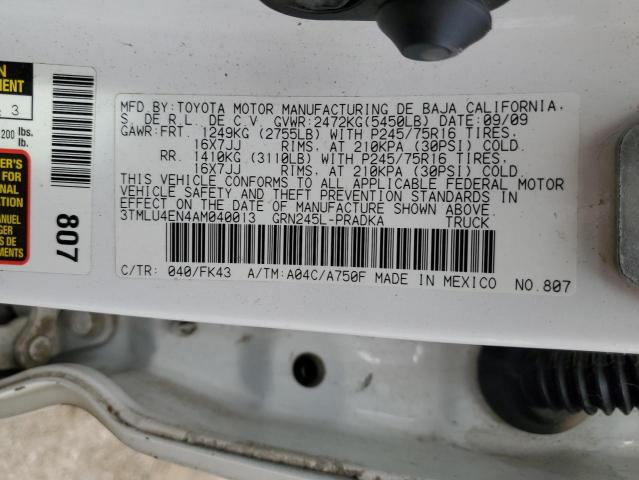 MFD.BY:TOYOTA MOTOR MANUFACTURING DE BAJA CALIFORNIA,
S. DE R.L. DE C.V. GVWR:2472KG(5450LB) DATE:09/09
GAWR:FRT. 1249KG (2755LB) WITH P245/75R16 TIRES,
16X7JJ RIMS, AT 210KPA (30PSI) COLD.
RR. 1410KG (3110LB) WITH P245/75R16 TIRES,
16X7JJ RIMS, AT 210KPA (30PSI) COLD.
THIS VEHICLE CONFORMS TO ALL APPLICABLE FEDERAL MOTOR
VEHICLE SAFETY AND THEFT PREVENTION STANDARDS IN
EFFECT ON THE DATE OF MANUFACTURE SHOWN ABOVE.
3TMLU4EN4AM040013 GRN245L-PRADKA TRUCK
C/TR: 040/FK43 A/TM:A04C/A750F MADE IN MEXICO NO.807
3
200 lbs.
807